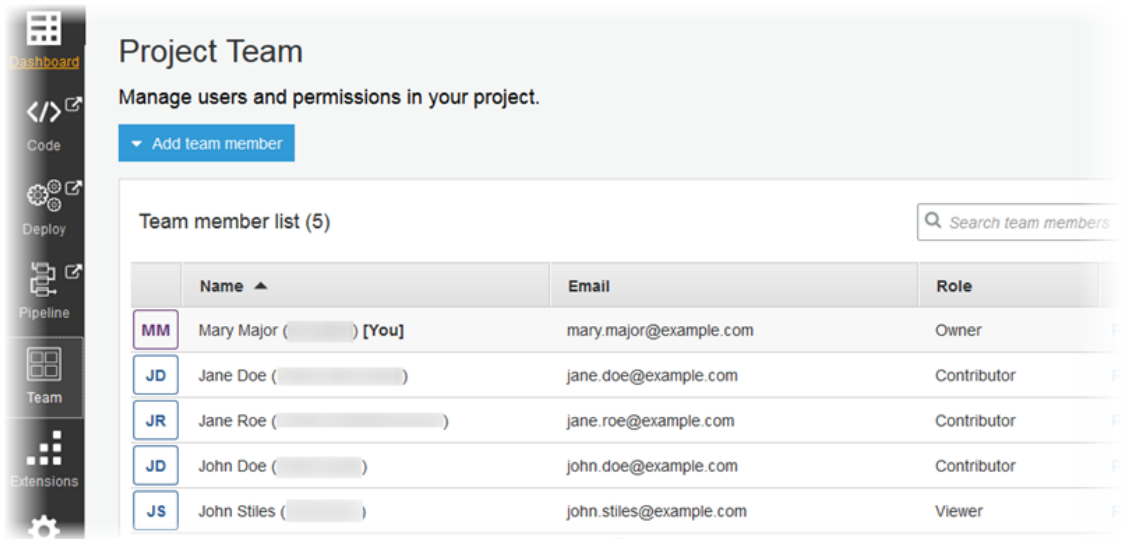 Dashboard
Code
Deploy
Pipeline
Team
Extensions
Project Team
Manage users and permissions in your project.
Add team member
Team member list (5)
Search team members
Name Email Role
MM Mary Major ( ) [You] mary.major@example.com Owner
JD Jane Doe ( ) jane.doe@example.com Contributor
JR Jane Roe ( ) jane.roe@example.com Contributor
JD John Doe ( ) john.doe@example.com Contributor
JS John Stiles ( ) john.stiles@example.com Viewer